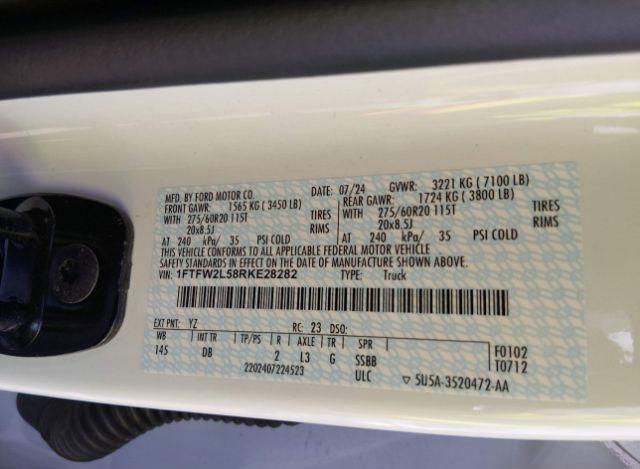 MFD. BY FORD MOTOR CO. DATE: 07/24 GVWR: 3221 KG ( 7100 LB)
FRONT GAWR: 1565 KG ( 3450 LB) REAR GAWR: 1724 KG ( 3800 LB)
WITH 275/60R20 115T TIRES WITH 275/60R20 115T TIRES
20x8.5J RIMS 20x8.5J RIMS
AT 240 kPa/ 35 PSI COLD AT 240 kPa/ 35 PSI COLD
THIS VEHICLE CONFORMS TO ALL APPLICABLE FEDERAL MOTOR VEHICLE
SAFETY STANDARDS IN EFFECT ON THE DATE OF MANUFACTURE SHOWN ABOVE.
VIN: 1FTFW2L58RKE28282 TYPE: Truck
EXT PNT: YZ RC: 23 DSO:
WB TP/PS R AXLE TR SPR F0102
145 DB 2 L3 G SSBB T0712
2202407224523 ULC ▽ 5U5A-3520472-AA